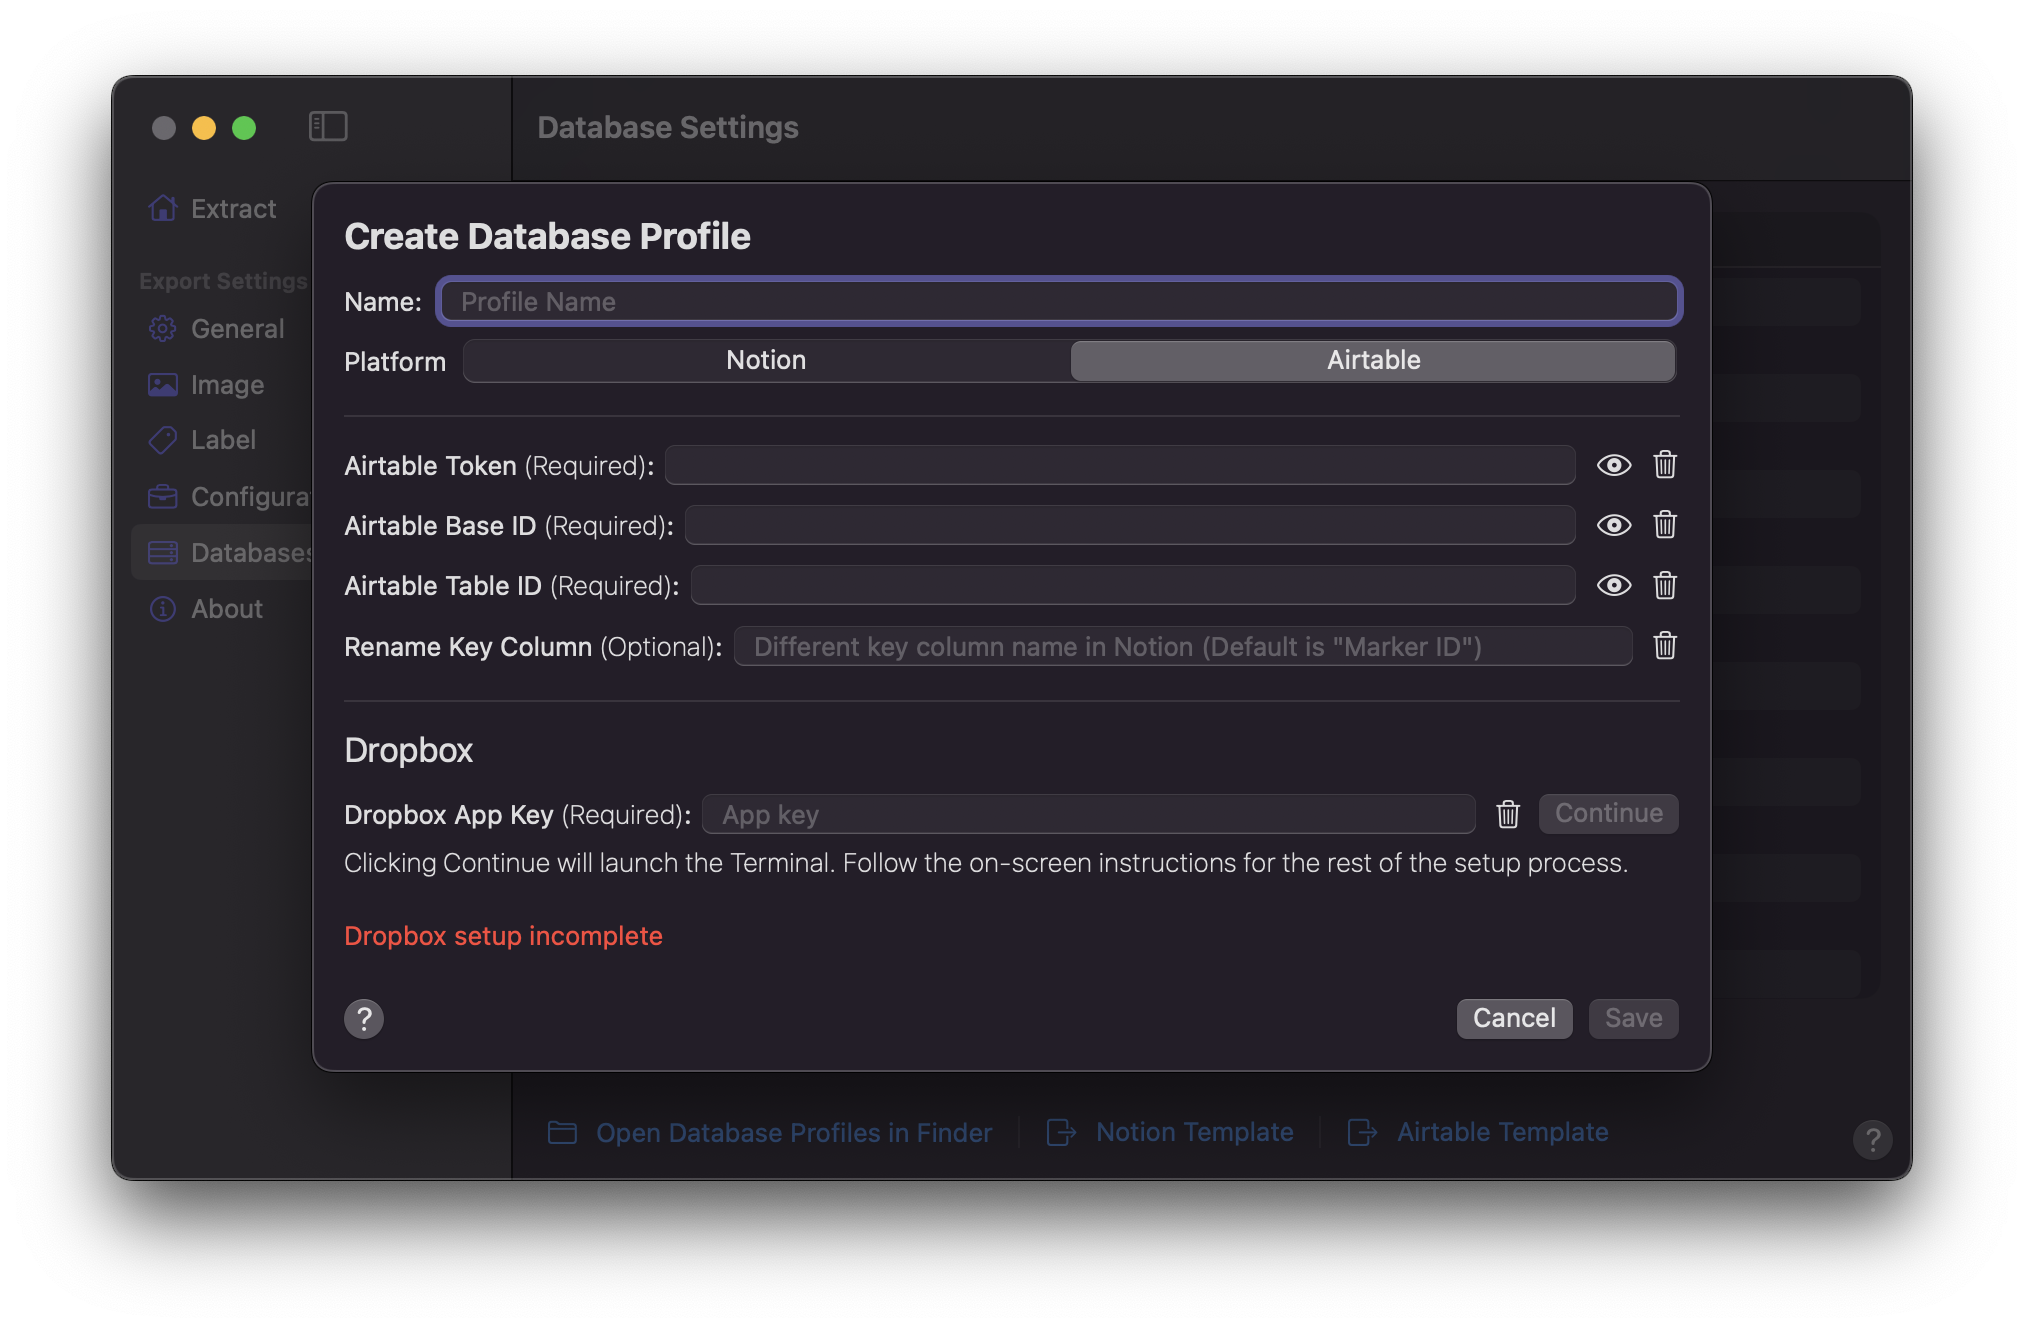 Database Settings
Extract
Export Settings
General
Image
Label
Configura
Databases
About
Create Database Profile
Name: Profile Name
Platform Notion Airtable
Airtable Token (Required):
Airtable Base ID (Required):
Airtable Table ID (Required):
Rename Key Column (Optional): Different key column name in Notion (Default is "Marker ID")
Dropbox
Dropbox App Key (Required): App key Continue
Clicking Continue will launch the Terminal. Follow the on-screen instructions for the rest of the setup process.
Dropbox setup incomplete
? Cancel Save
Open Database Profiles in Finder Notion Template Airtable Template ?